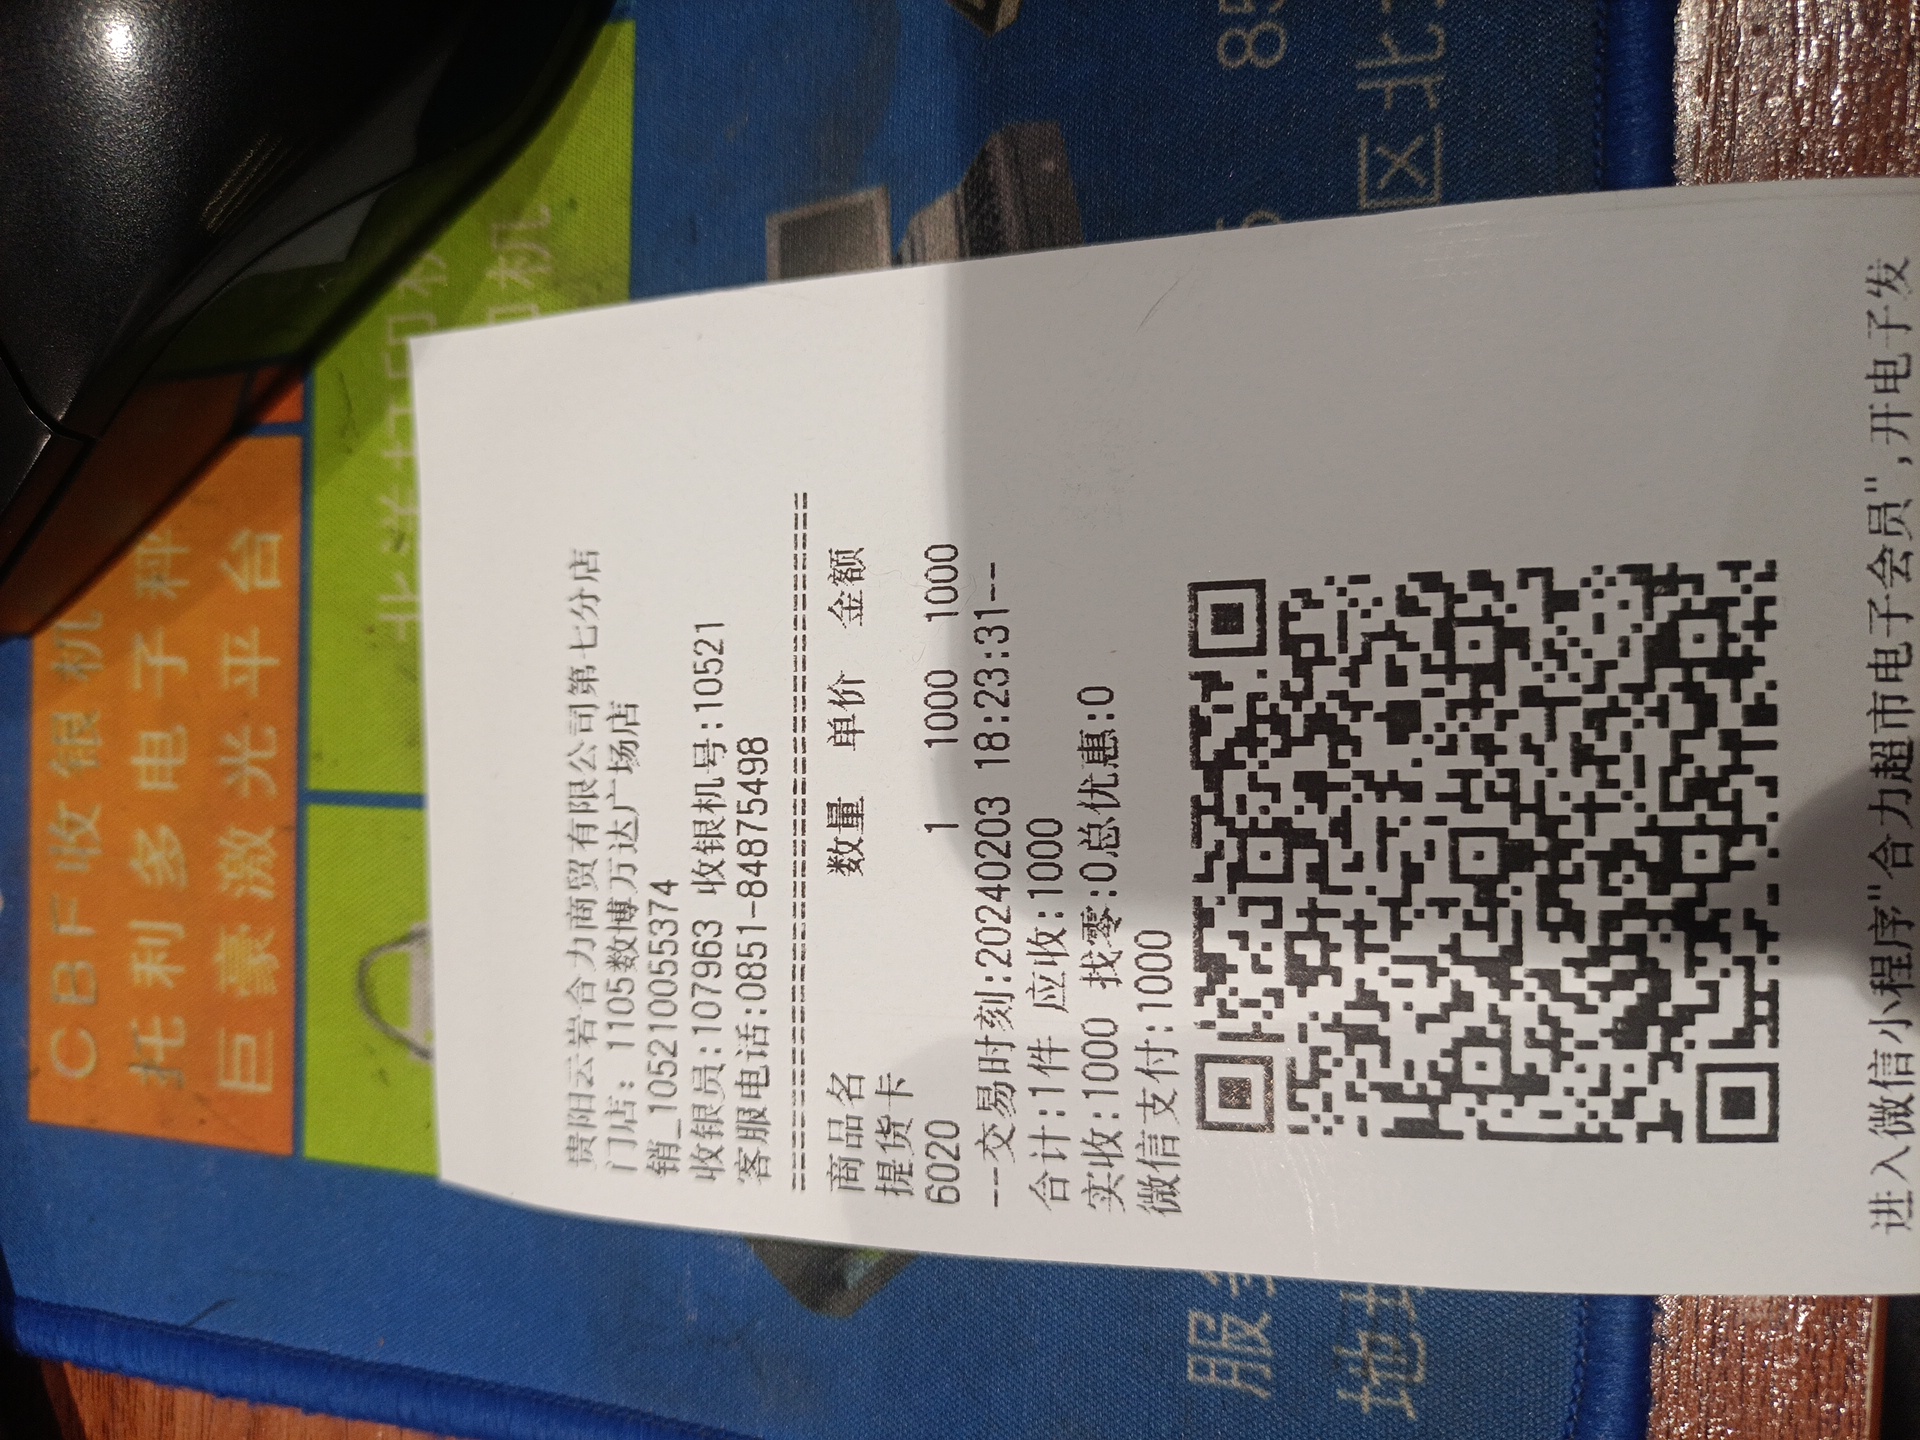 贵阳云岩合力商贸有限公司第七分店
门店: 1105数博万达广场店
销_105210055374
收银员:107963 收银机号:10521
客服电话:0851-84875498
商品名 数量 单价 金额
提货卡
6020 1 1000 1000
--交易时刻:20240203 18:23:31--
合计:1件 应收:1000
实收:1000 找零:0总优惠:0
微信支付:1000
进入微信小程序"合力超市电子会员",开电子发
CBF收银机
托利多电子秤
巨豪激光平台
服
地址
区北